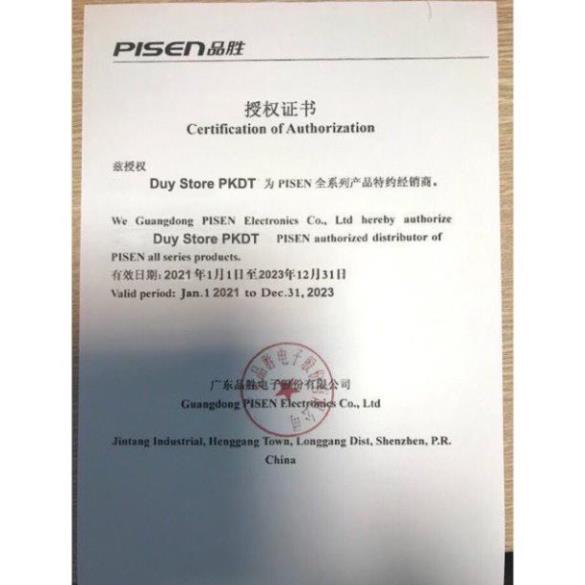 PISEN品胜
授权证书
Certification of Authorization
兹授权
Duy Store PKDT 为 PISEN 全系列产品特约经销商。
We Guangdong PISEN Electronics Co., Ltd hereby authorize
Duy Store PKDT PISEN authorized distributor of
PISEN all series products.
有效日期: 2021年1月1日至2023年12月31日
Valid period: Jan.1 2021 to Dec.31, 2023
广东品胜电子股份有限公司
Guangdong PISEN Electronics Co., Ltd
Jintang Industrial, Henggang Town, Longgang Dist, Shenzhen, P.R.
China